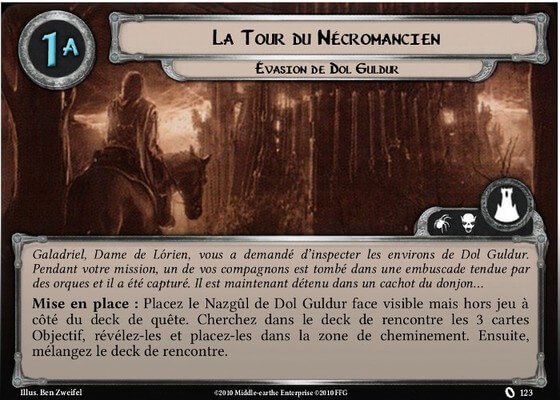 1A
La Tour du Nécromancien
Évasion de Dol Guldur
Galadriel, Dame de Lórien, vous a demandé d'inspecter les environs de Dol Guldur.
Pendant votre mission, un de vos compagnons est tombé dans une embuscade tendue par
des orques et il a été capturé. Il est maintenant détenu dans un cachot du donjon...
Mise en place : Placez le Nazgûl de Dol Guldur face visible mais hors jeu à
côté du deck de quête. Cherchez dans le deck de rencontre les 3 cartes
Objectif, révélez-les et placez-les dans la zone de cheminement. Ensuite,
mélangez le deck de rencontre.
Illus. Ben Zweifel ©2010 Middle-earthe Enterprise ©2010 FFG 123